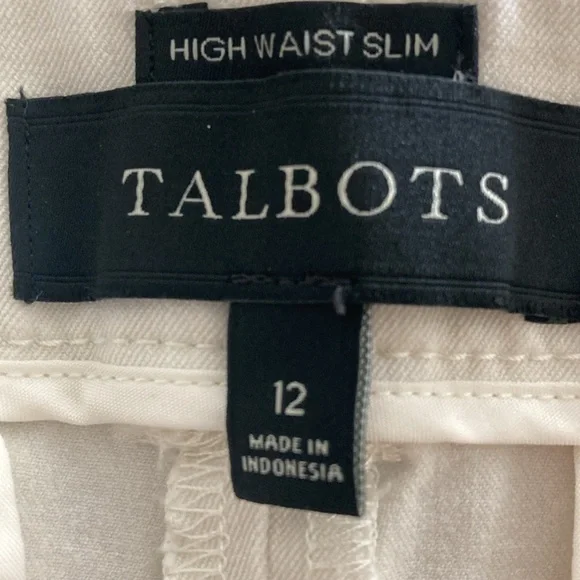 HIGH WAIST SLIM
TALBOTS
12
MADE IN
INDONESIA